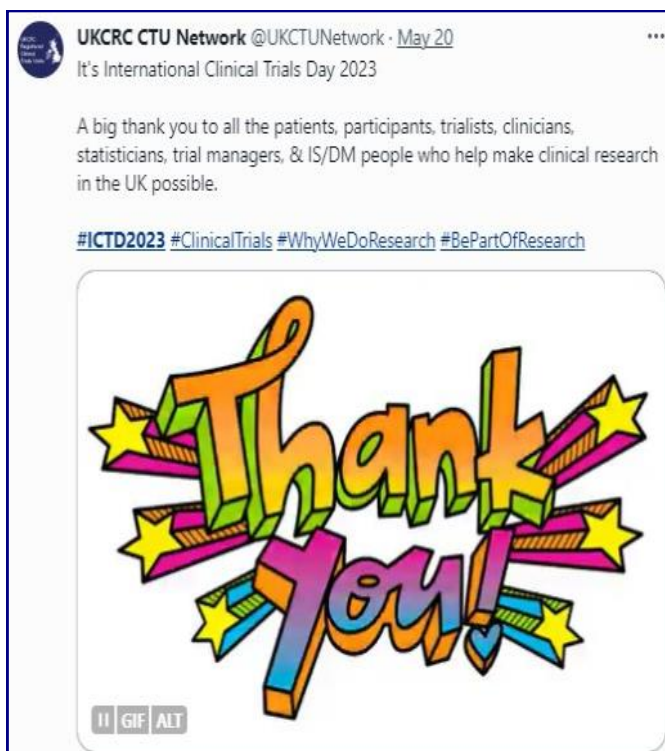 UKCRC CTU Network @UKCTUNetwork · May 20
It's International Clinical Trials Day 2023
A big thank you to all the patients, participants, trialists, clinicians,
statisticians, trial managers, & IS/DM people who help make clinical research
in the UK possible.
#ICTD2023 #ClinicalTrials #WhyWeDoResearch #BePartOfResearch
Thank
you!
GIF ALT